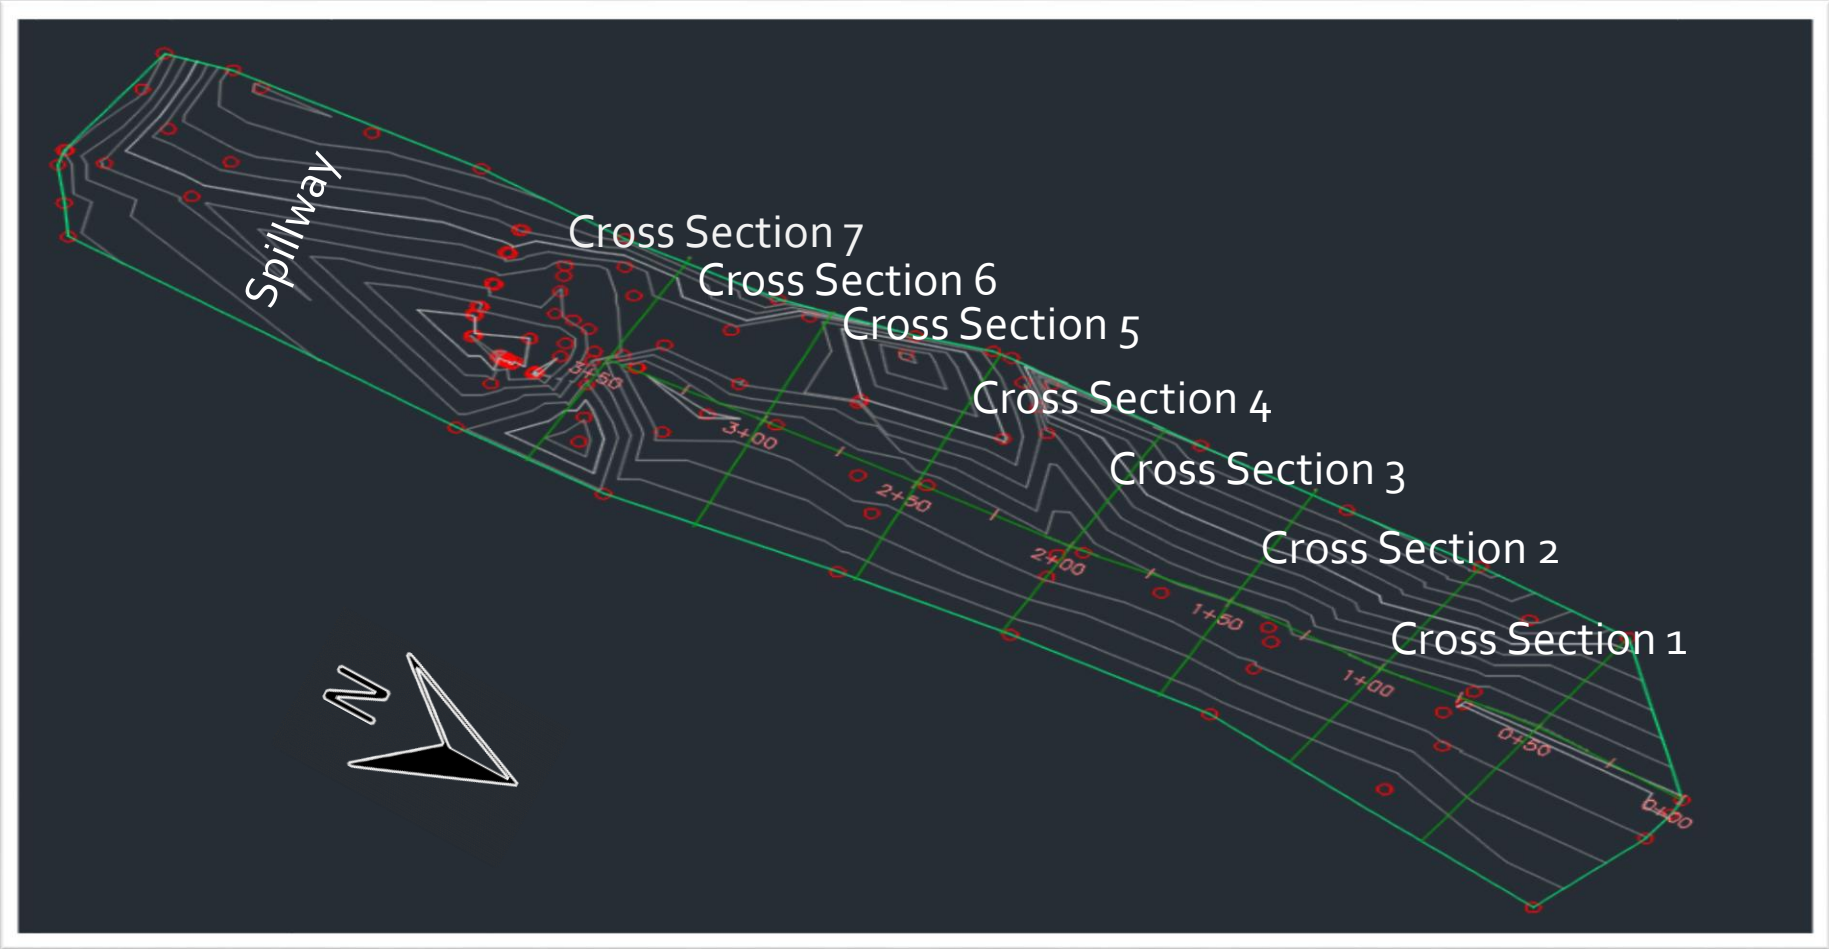 Spillway
Cross Section 7
Cross Section 6
Cross Section 5
Cross Section 4
3+50
3+00
Cross Section 3
2+50
Cross Section 2
2+00
1+50
Cross Section 1
1+00
N
0+50
0+00